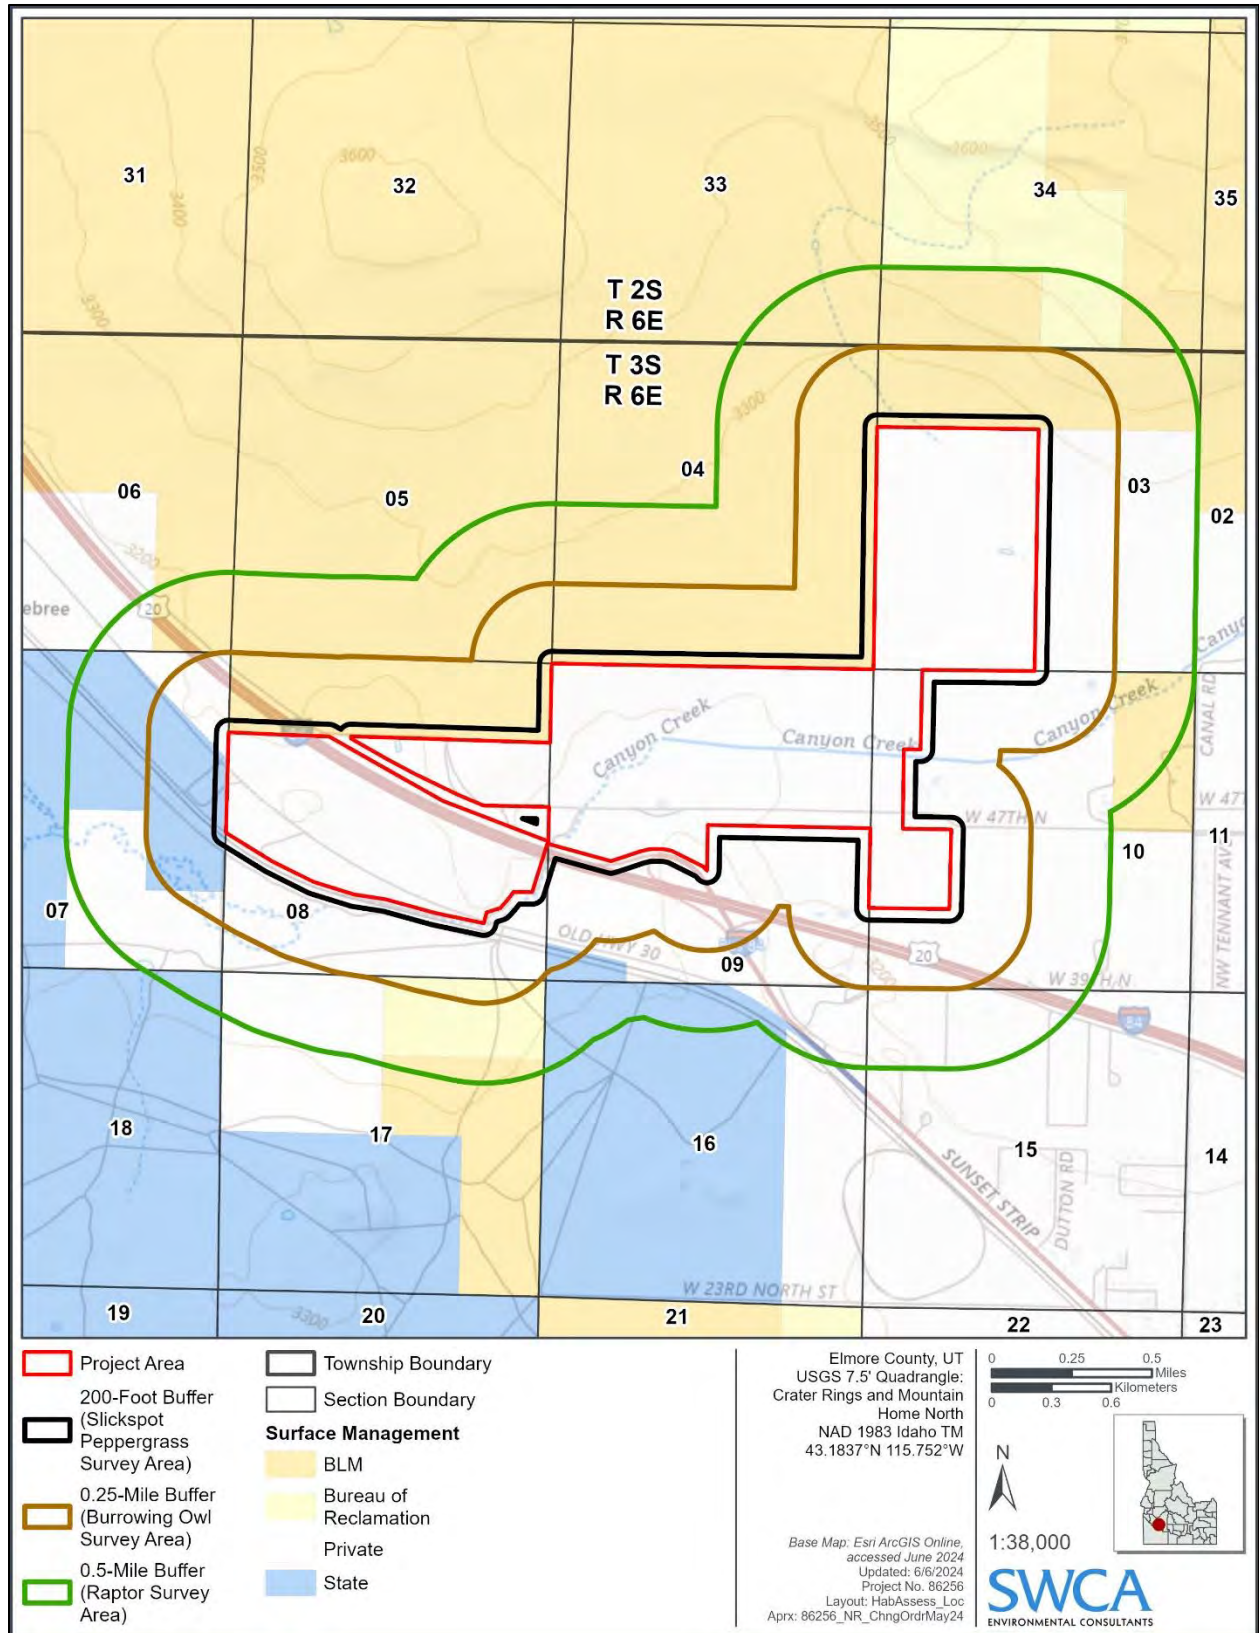 31
32
33
34
35
3400
3500
3600
3500
3600
3300
T 2S
R 6E
T 3S
R 6E
3300
06
05
04
03
02
3200
20
ebree
Canyon Creek
Canyon Creek
Canyon Creek
CANAL RD
W 47TH N
07
08
OLD HWY 30
09
10
11
3200
20
W 39TH N
84
NW TENNANT AVE
18
17
16
15
14
SUNSET STRIP
DUTTON RD
W 23RD NORTH ST
19
3300
20
21
22
23
Project Area
200-Foot Buffer
(Slickspot
Peppergrass
Survey Area)
0.25-Mile Buffer
(Burrowing Owl
Survey Area)
0.5-Mile Buffer
(Raptor Survey
Area)
Township Boundary
Section Boundary
Surface Management
BLM
Bureau of
Reclamation
Private
State
Elmore County, UT
USGS 7.5' Quadrangle:
Crater Rings and Mountain
Home North
NAD 1983 Idaho TM
43.1837°N 115.752°W
Base Map: Esri ArcGIS Online,
accessed June 2024
Updated: 6/6/2024
Project No. 86256
Layout: HabAssess_Loc
Aprx: 86256_NR_ChngOrdrMay24
0 0.25 0.5
Miles
Kilometers
0 0.3 0.6
N
1:38,000
SWCA
ENVIRONMENTAL CONSULTANTS